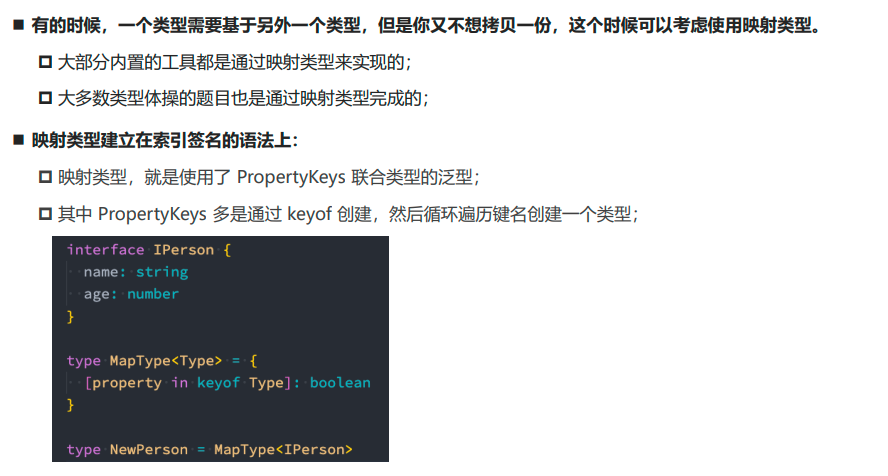 有的时候，一个类型需要基于另外一个类型，但是你又不想拷贝一份，这个时候可以考虑使用映射类型。
大部分内置的工具都是通过映射类型来实现的；
大多数类型体操的题目也是通过映射类型完成的；
映射类型建立在索引签名的语法上：
映射类型，就是使用了 PropertyKeys 联合类型的泛型；
其中 PropertyKeys 多是通过 keyof 创建，然后循环遍历键名创建一个类型；
interface IPerson {
  name: string
  age: number
}
type MapType<Type> = {
  [property in keyof Type]: boolean
}
type NewPerson = MapType<IPerson>